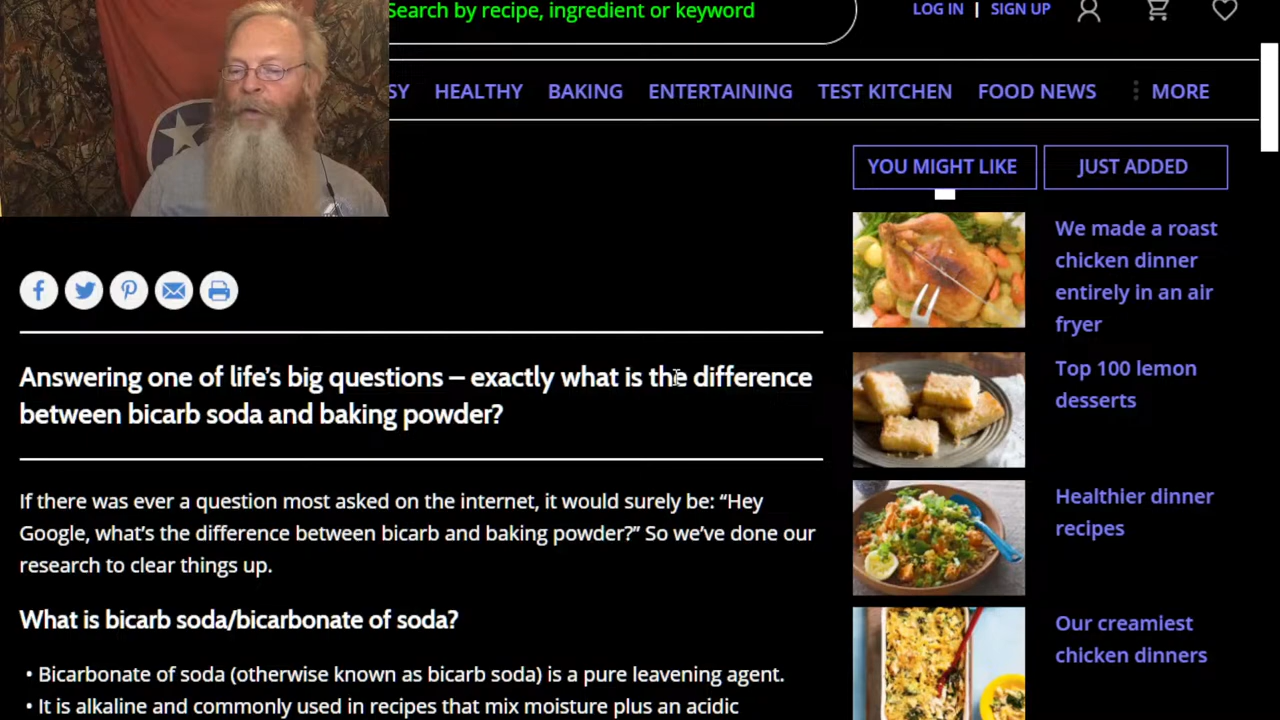 Search by recipe, ingredient or keyword
LOG IN | SIGN UP
SY HEALTHY BAKING ENTERTAINING TEST KITCHEN FOOD NEWS MORE
YOU MIGHT LIKE
JUST ADDED
We made a roast
chicken dinner
entirely in an air
fryer
Top 100 lemon
desserts
Healthier dinner
recipes
Our creamiest
chicken dinners
Answering one of life's big questions – exactly what is the difference
between bicarb soda and baking powder?
If there was ever a question most asked on the internet, it would surely be: “Hey
Google, what's the difference between bicarb and baking powder?” So we've done our
research to clear things up.
What is bicarb soda/bicarbonate of soda?
• Bicarbonate of soda (otherwise known as bicarb soda) is a pure leavening agent.
• It is alkaline and commonly used in recipes that mix moisture plus an acidic